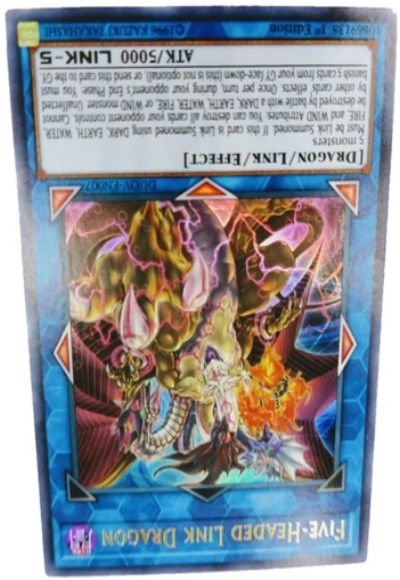 FIVE-HEADED LINK DRAGON
DUOV-EN007
[DRAGON/LINK/EFFECT]
5 monsters
Must be Link Summoned. If this card is Link Summoned using DARK, EARTH, WATER,
FIRE, and WIND Attributes: You can destroy all cards your opponent controls. Cannot
be destroyed by battle with a DARK, EARTH, WATER, FIRE, or WIND monster. Unaffected
by other cards' effects. Once per turn, during your opponent's End Phase: You must
banish 5 cards from your GY face-down (this is not optional), or send this card to the GY.
ATK/5000 LINK-5
10669138 1st Edition ©1996 KAZUKI TAKAHASHI